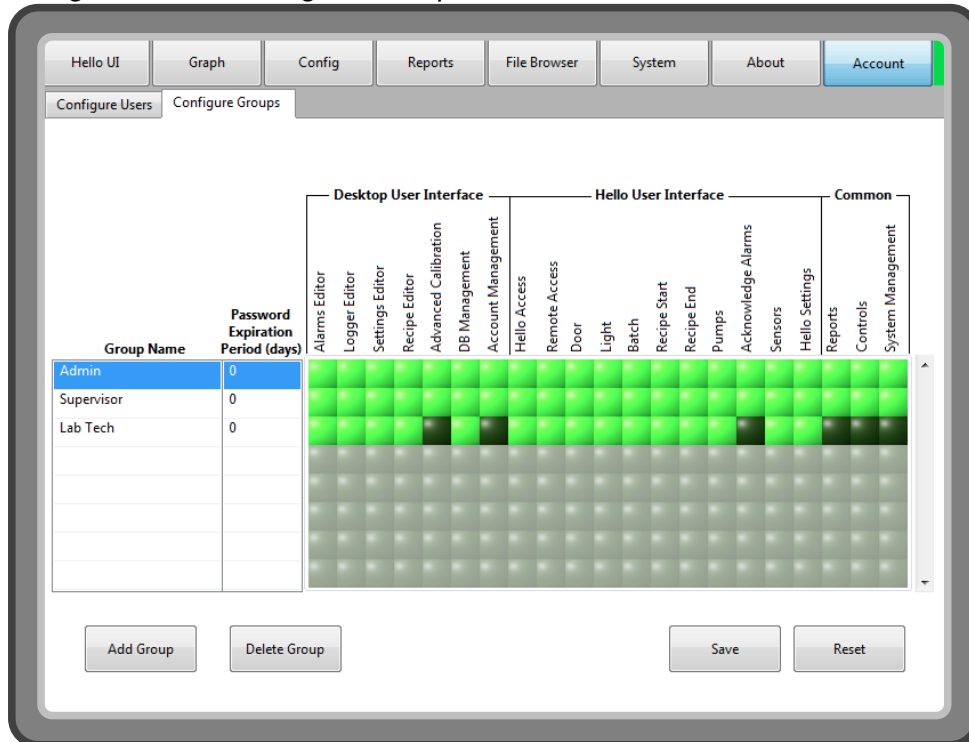 Hello UI
Graph
Config
Reports
File Browser
System
About
Account
Configure Users
Configure Groups
Desktop User Interface
Hello User Interface
Common
Group Name
Password
Expiration
Period (days)
Alarms Editor
Logger Editor
Settings Editor
Recipe Editor
Advanced Calibration
DB Management
Account Management
Hello Access
Remote Access
Door
Light
Batch
Recipe Start
Recipe End
Pumps
Acknowledge Alarms
Sensors
Hello Settings
Reports
Controls
System Management
Admin 0
Supervisor 0
Lab Tech 0
Add Group
Delete Group
Save
Reset